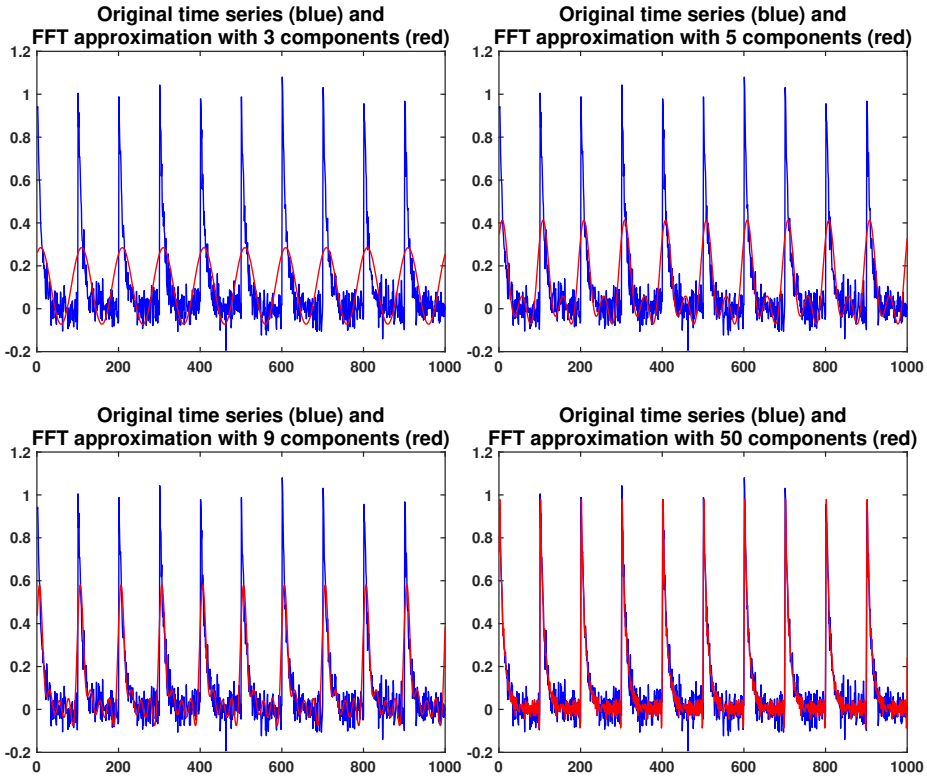 Original time series (blue) and
FFT approximation with 3 components (red)
1.2
1
0.8
0.6
0.4
0.2
0
-0.2
0 200 400 600 800 1000
Original time series (blue) and
FFT approximation with 5 components (red)
1.2
1
0.8
0.6
0.4
0.2
0
-0.2
0 200 400 600 800 1000
Original time series (blue) and
FFT approximation with 9 components (red)
1.2
1
0.8
0.6
0.4
0.2
0
-0.2
0 200 400 600 800 1000
Original time series (blue) and
FFT approximation with 50 components (red)
1.2
1
0.8
0.6
0.4
0.2
0
-0.2
0 200 400 600 800 1000